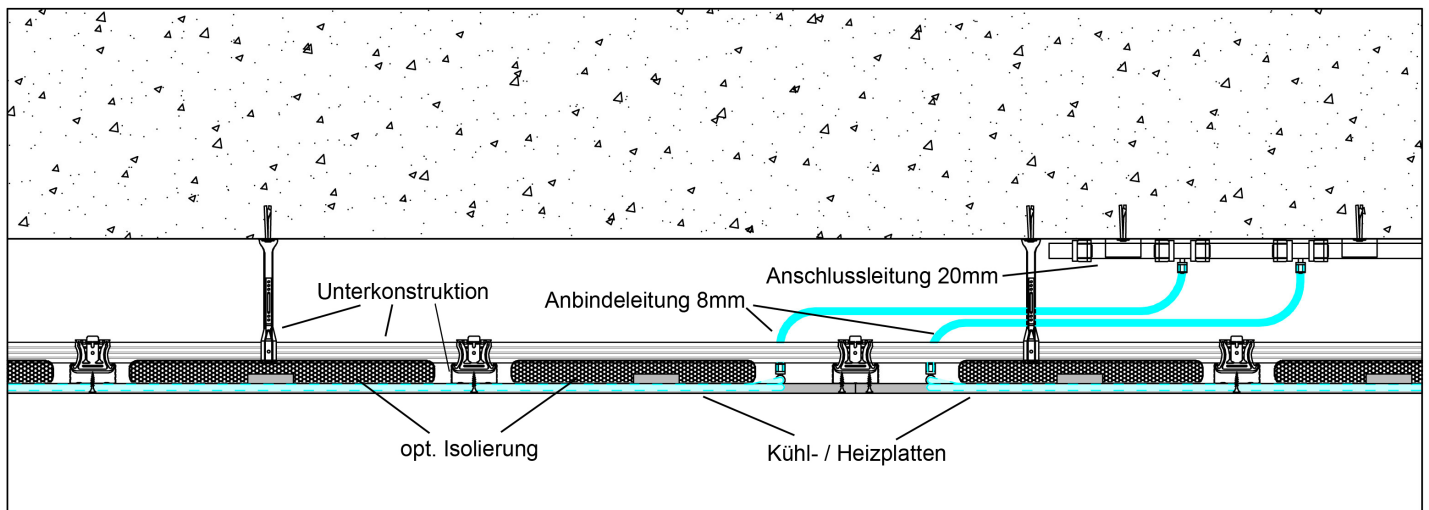 Anschlussleitung 20mm
Unterkonstruktion
Anbindeleitung 8mm
opt. Isolierung
Kühl- / Heizplatten